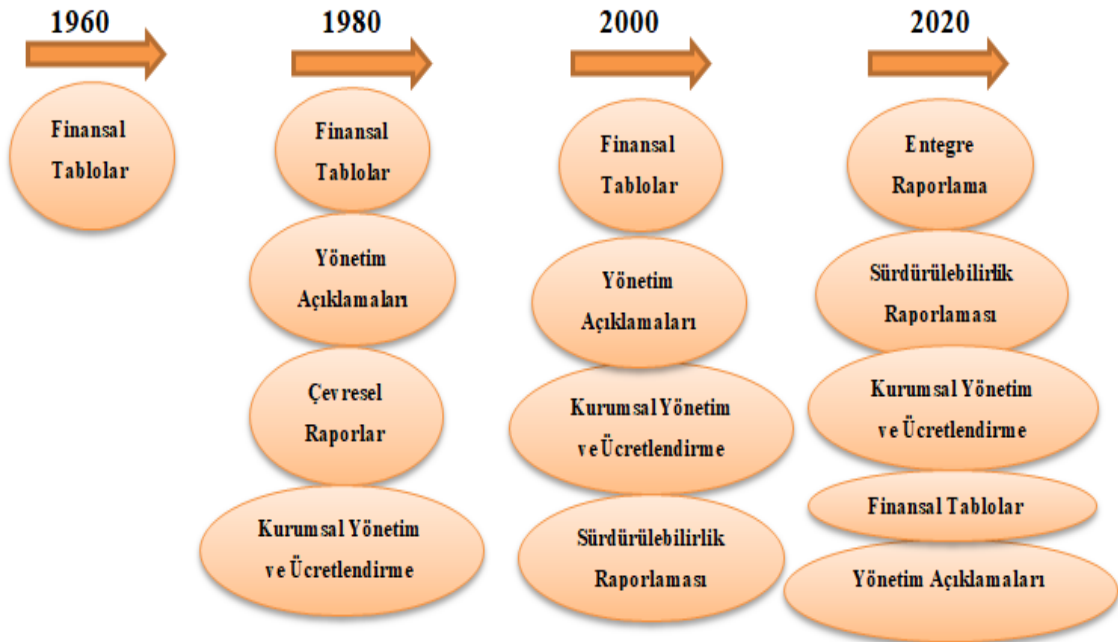 1960
Finansal
Tablolar
1980
Finansal
Tablolar
Yönetim
Açıklamaları
Çevresel
Raporlar
Kurumsal Yönetim
ve Ücretlendirme
2000
Finansal
Tablolar
Yönetim
Açıklamaları
Kurumsal Yönetim
ve Ücretlendirme
Sürdürülebilirlik
Raporlaması
2020
Entegre
Raporlama
Sürdürülebilirlik
Raporlaması
Kurumsal Yönetim
ve Ücretlendirme
Finansal Tablolar
Yönetim Açıklamaları